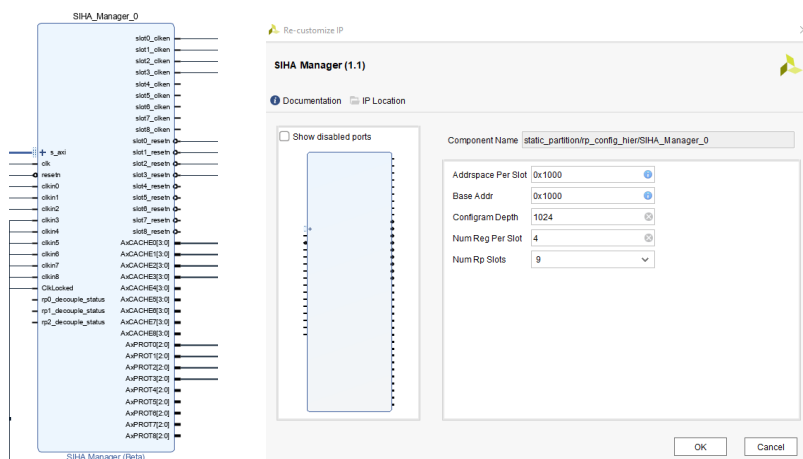 SIHA_Manager_0
slot0_clken
slot1_clken
slot2_clken
slot3_clken
slot4_clken
slot5_clken
slot6_clken
slot7_clken
slot8_clken
slot0_resetn
s_axi slot1_resetn
clk slot2_resetn
resetn slot3_resetn
clkin0 slot4_resetn
clkin1 slot5_resetn
clkin2 slot6_resetn
clkin3 slot7_resetn
clkin4 slot8_resetn
clkin5 AxCACHE0[3:0]
clkin6 AxCACHE1[3:0]
clkin7 AxCACHE2[3:0]
clkin8 AxCACHE3[3:0]
ClkLocked AxCACHE4[3:0]
rp0_decouple_status AxCACHE5[3:0]
rp1_decouple_status AxCACHE6[3:0]
rp2_decouple_status AxCACHE7[3:0]
AxCACHE8[3:0]
AxPROT0[2:0]
AxPROT1[2:0]
AxPROT2[2:0]
AxPROT3[2:0]
AxPROT4[2:0]
AxPROT5[2:0]
AxPROT6[2:0]
AxPROT7[2:0]
AxPROT8[2:0]
SIHA Manager (Beta)
Re-customize IP
SIHA Manager (1.1)
Documentation IP Location
Show disabled ports
Component Name static_partition/rp_config_hier/SIHA_Manager_0
Addrspace Per Slot 0x1000
Base Addr 0x1000
Configram Depth 1024
Num Reg Per Slot 4
Num Rp Slots 9
OK Cancel